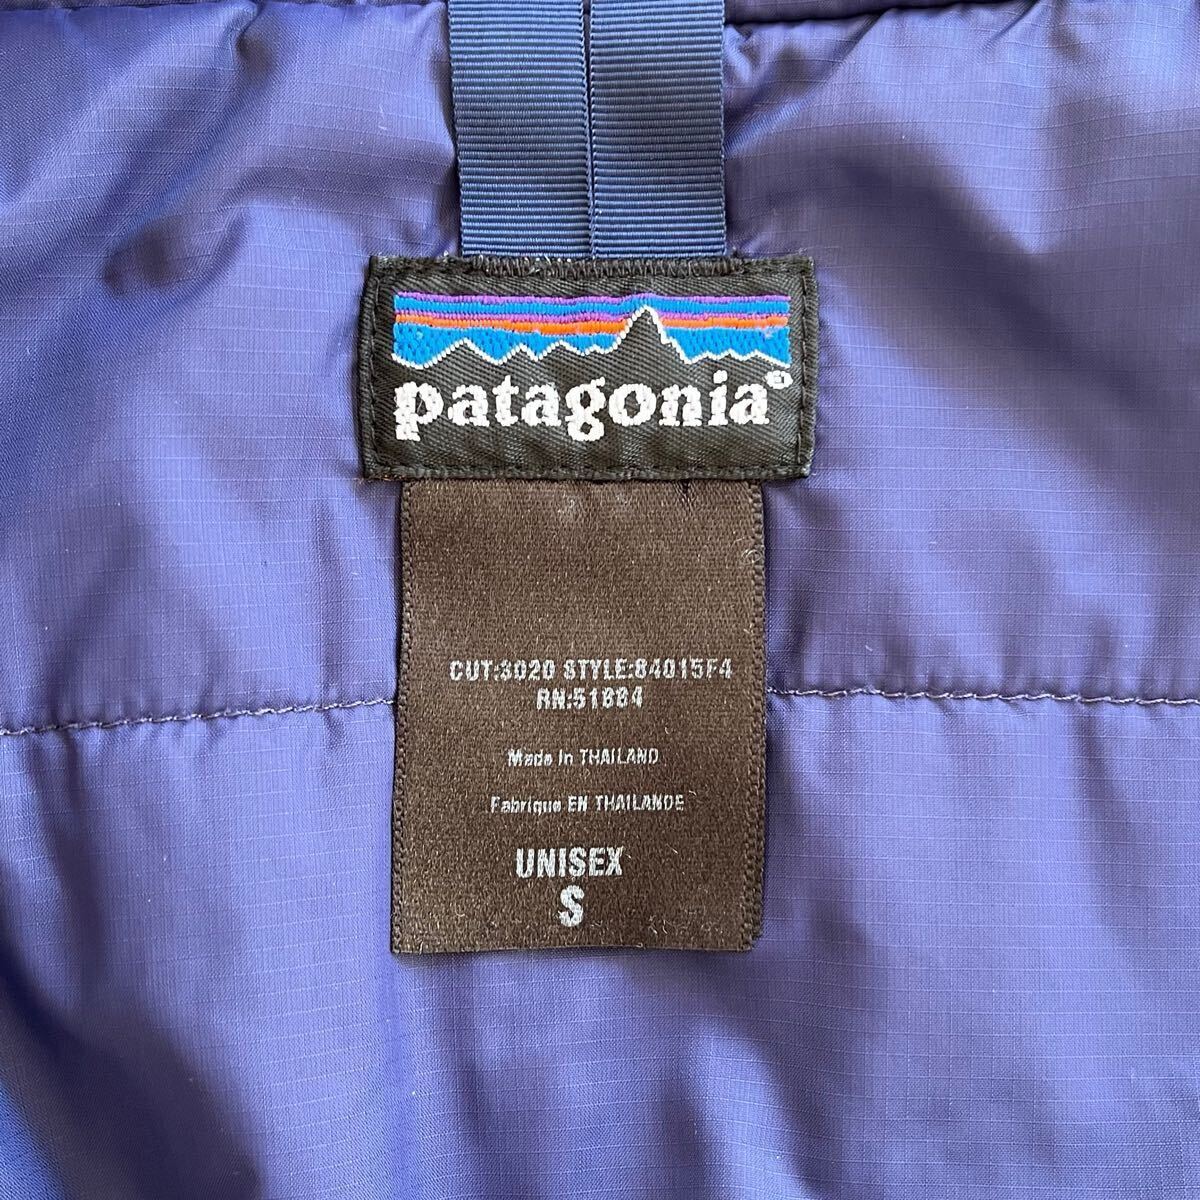 patagonia®
CUT:3020 STYLE:84015F4
RN:51884
Made in THAILAND
Fabrique EN THAILANDE
UNISEX
S